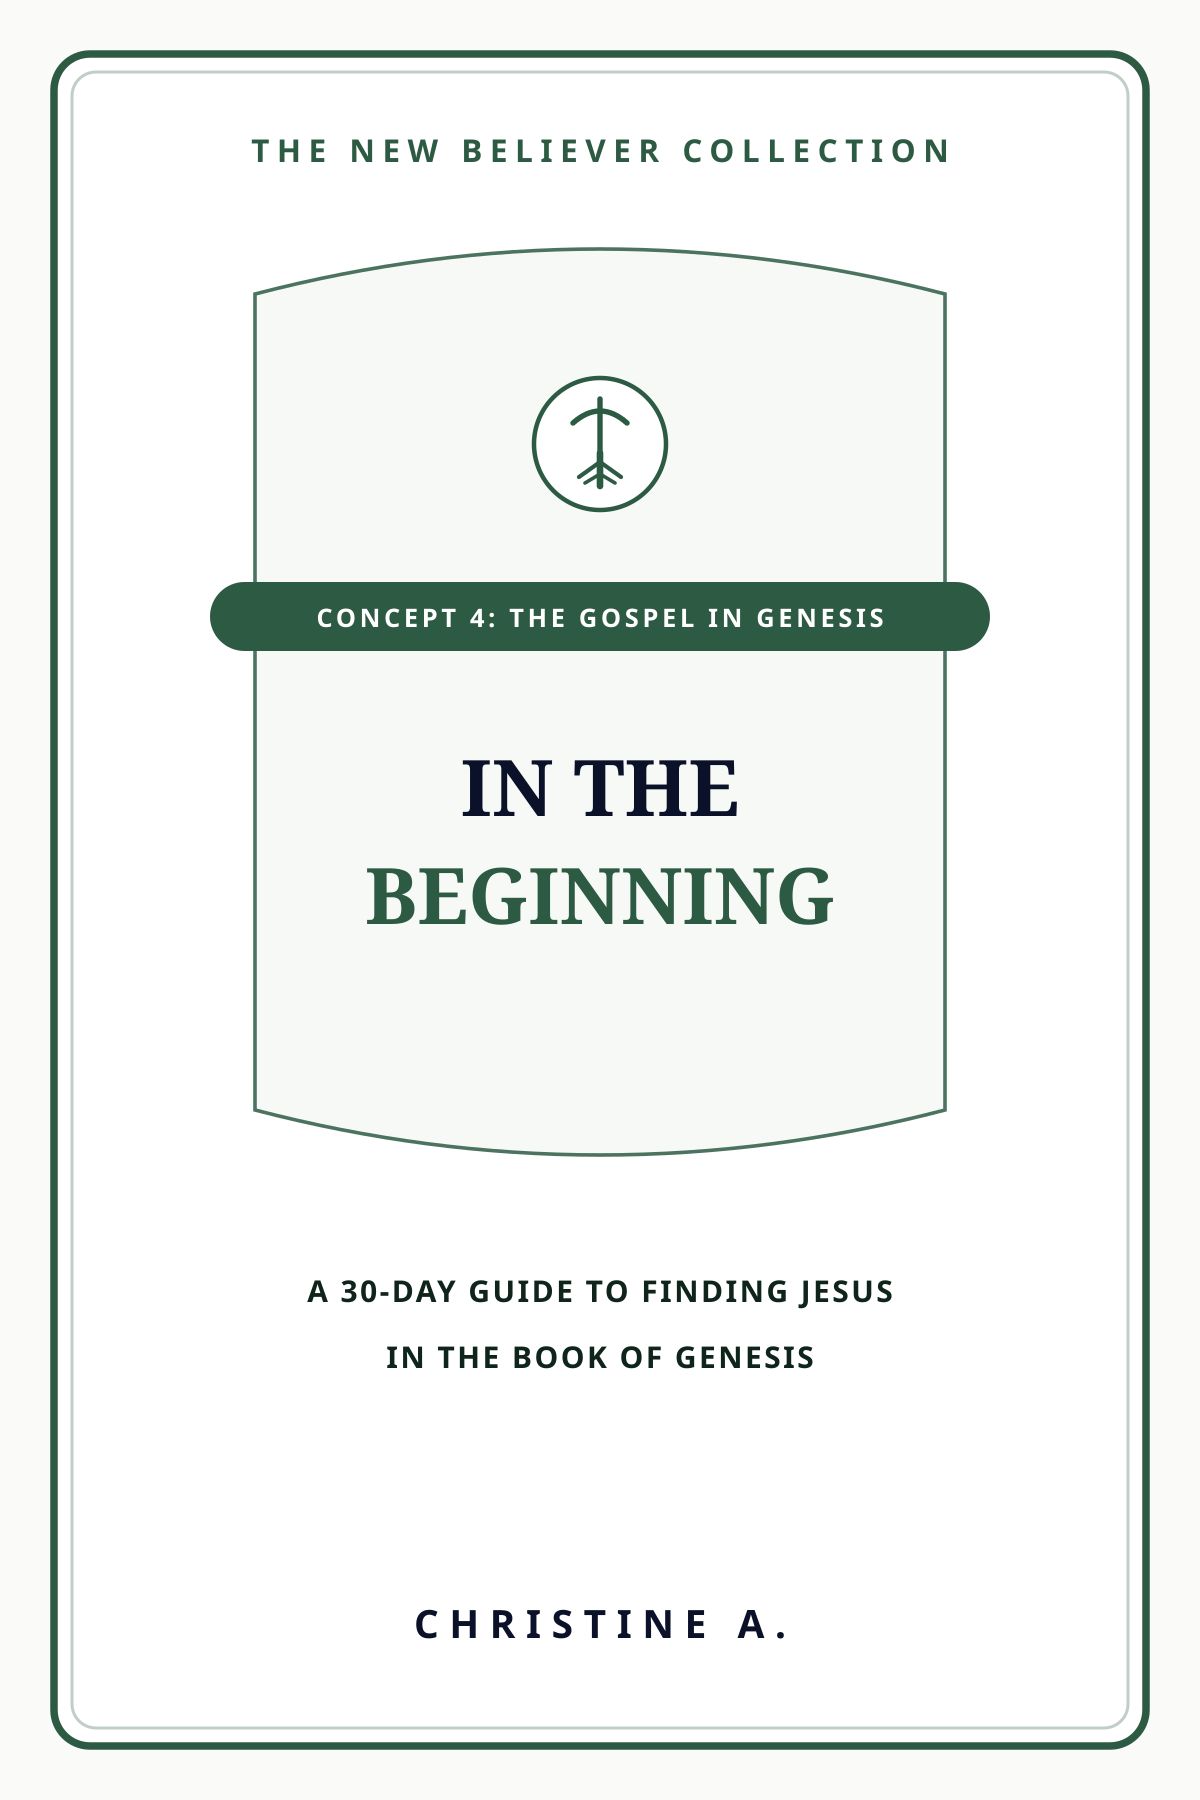 THE NEW BELIEVER COLLECTION
CONCEPT 4: THE GOSPEL IN GENESIS
IN THE
BEGINNING
A 30-DAY GUIDE TO FINDING JESUS
IN THE BOOK OF GENESIS
CHRISTINE A.